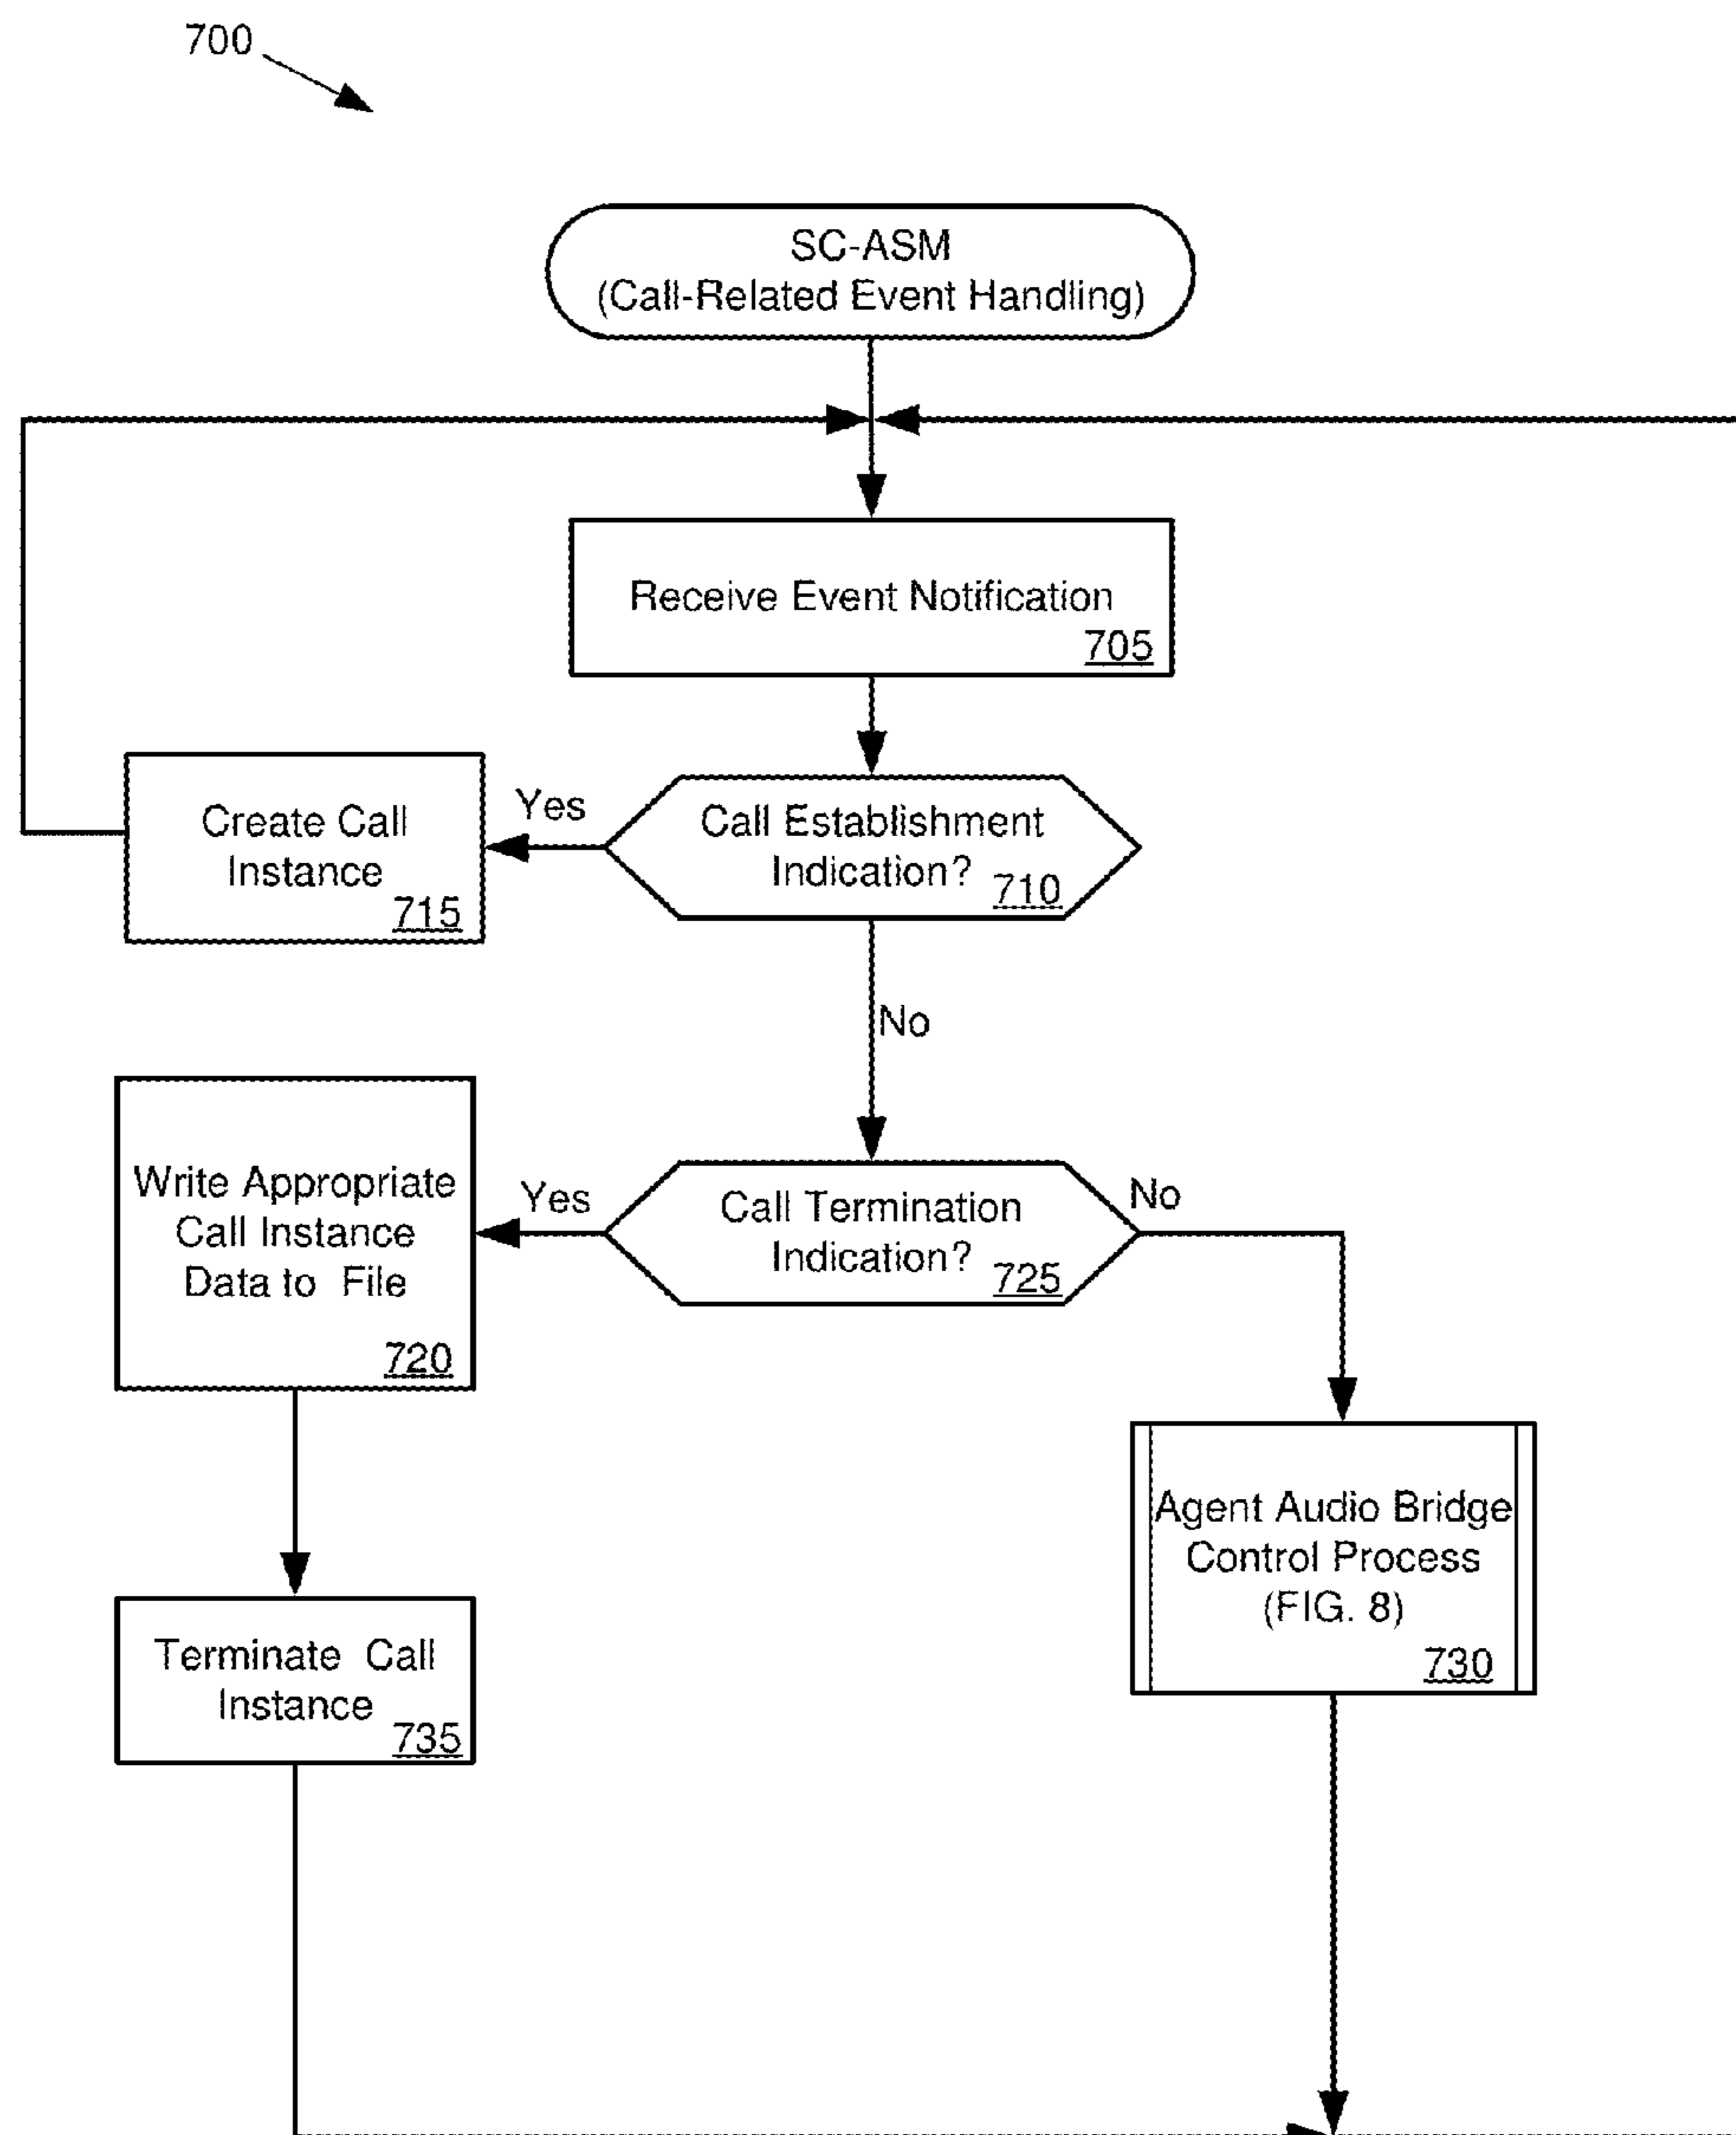 700
SC-ASM
(Call-Related Event Handling)
Receive Event Notification
705
Create Call
Instance
715
Yes
Call Establishment
Indication?
710
No
Write Appropriate
Call Instance
Data to File
720
Yes
Call Termination
Indication?
725
No
Agent Audio Bridge
Control Process
(FIG. 8)
730
Terminate Call
Instance
735